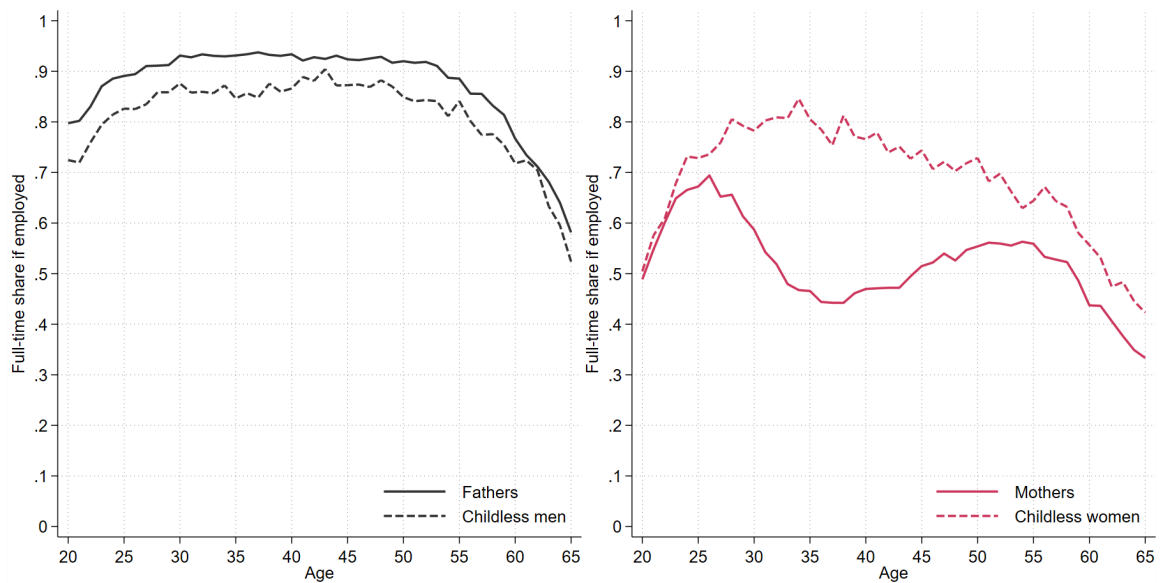 Full-time share if employed
1
.9
.8
.7
.6
.5
.4
.3
.2
.1
0
20 25 30 35 40 45 50 55 60 65
Age
Fathers
Childless men
Full-time share if employed
1
.9
.8
.7
.6
.5
.4
.3
.2
.1
0
20 25 30 35 40 45 50 55 60 65
Age
Mothers
Childless women